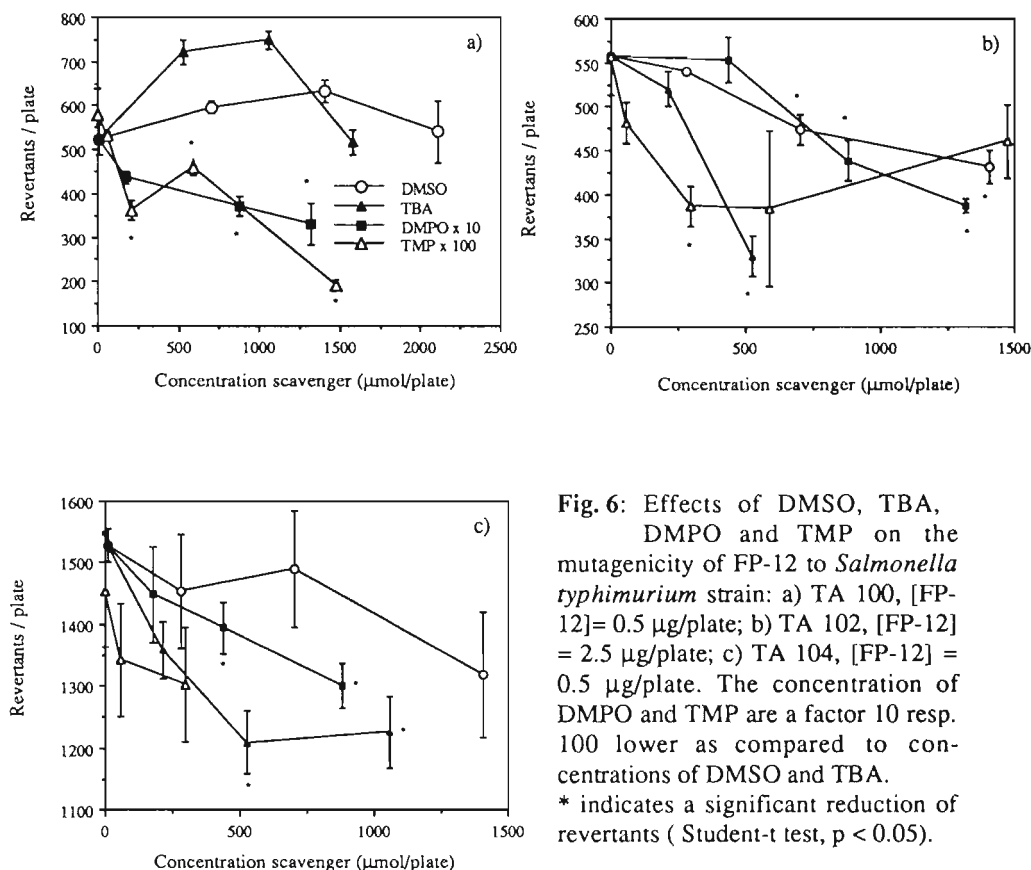 800
700
600
500
400
300
200
100
Revertants / plate
a)
DMSO
TBA
DMPO x 10
TMP x 100
*
*
*
*
*
0
500
1000
1500
2000
2500
Concentration scavenger (μmol/plate)
600
550
500
450
400
350
300
250
Revertants / plate
b)
*
*
*
*
*
*
0
500
1000
1500
Concentration scavenger (μmol/plate)
1600
1500
1400
1300
1200
1100
Revertants / plate
c)
*
*
*
*
0
500
1000
1500
Concentration scavenger (μmol/plate)
Fig. 6: Effects of DMSO, TBA,
DMPO and TMP on the
mutagenicity of FP-12 to Salmonella
typhimurium strain: a) TA 100, [FP-
12]= 0.5 μg/plate; b) TA 102, [FP-12]
= 2.5 μg/plate; c) TA 104, [FP-12] =
0.5 μg/plate. The concentration of
DMPO and TMP are a factor 10 resp.
100 lower as compared to con-
centrations of DMSO and TBA.
* indicates a significant reduction of
revertants ( Student-t test, p < 0.05).